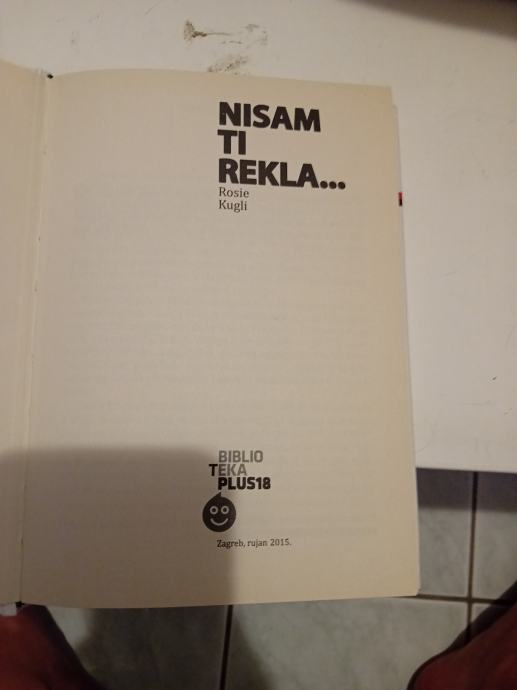 NISAM
TI
REKLA...
Rosie
Kugli
BIBLIO
TEKA
PLUS18
Zagreb, rujan 2015.